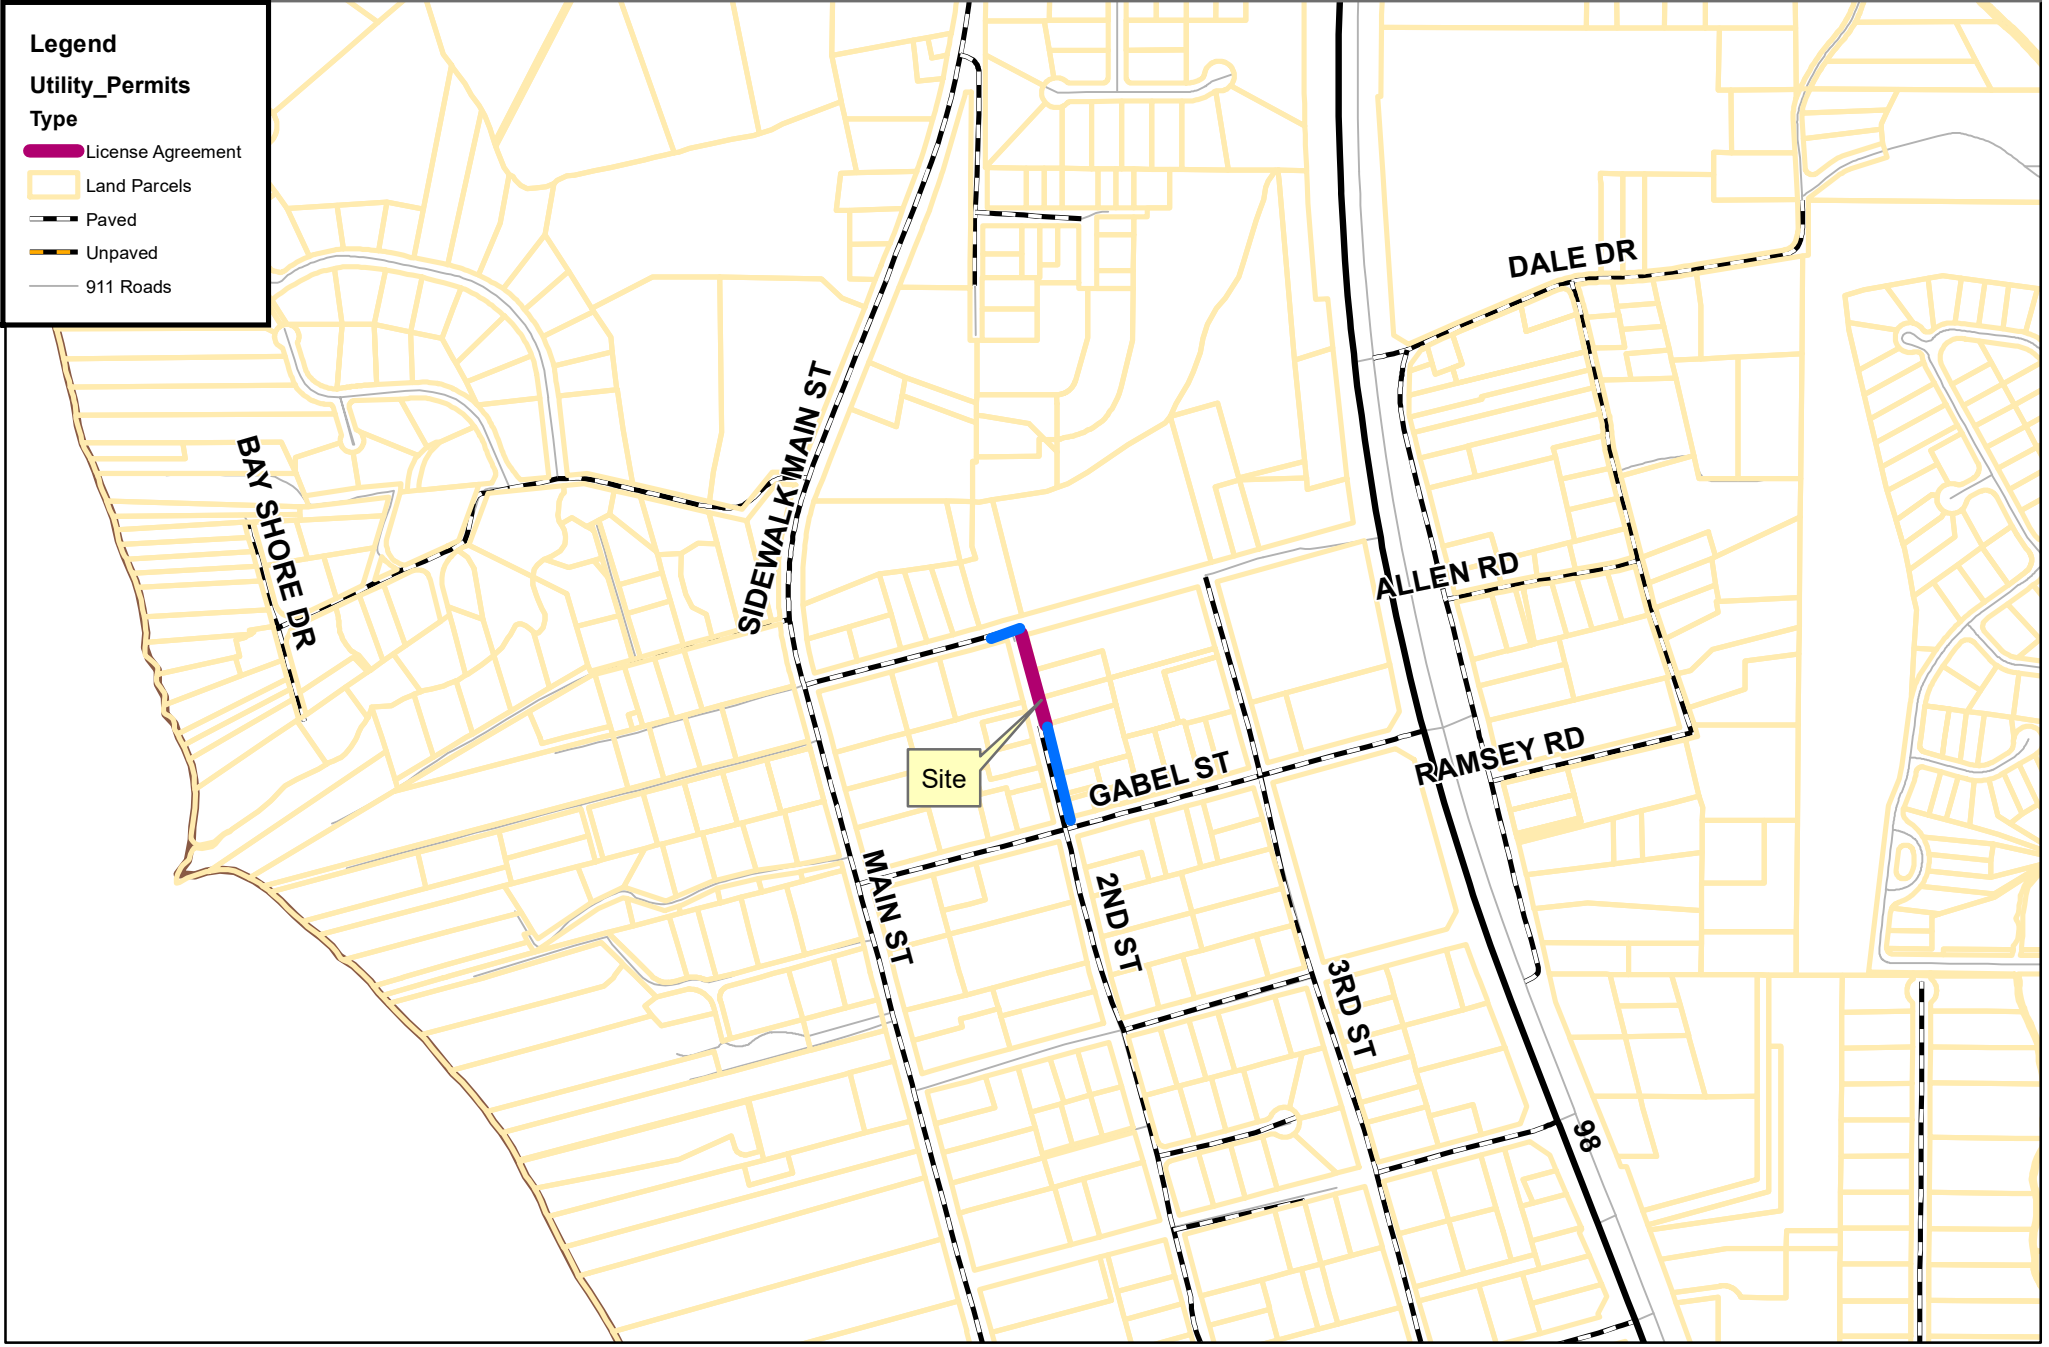 Legend
Utility_Permits
Type
License Agreement
Land Parcels
Paved
Unpaved
911 Roads
DALE DR
SIDEWALK MAIN ST
BAY SHORE DR
ALLEN RD
RAMSEY RD
GABEL ST
Site
MAIN ST
2ND ST
3RD ST
98